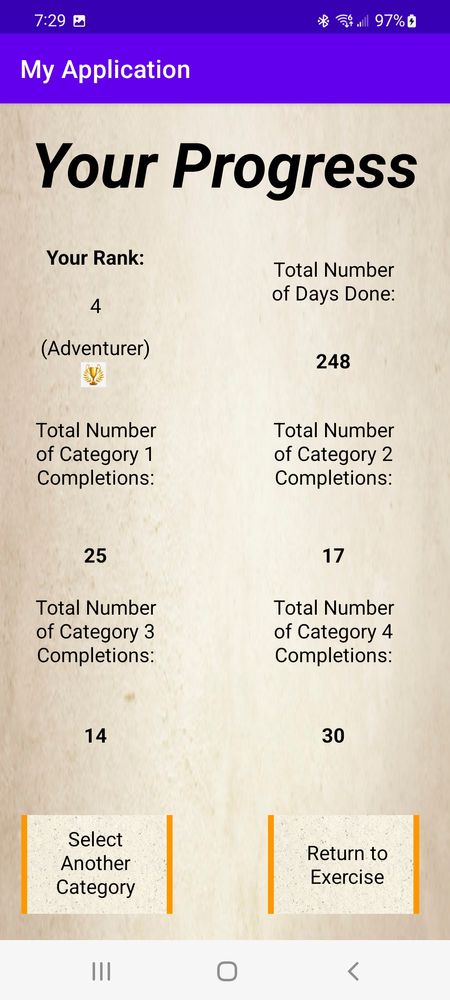 7:29
97%
My Application
Your Progress
Your Rank:
4
(Adventurer)
Total Number
of Days Done:
248
Total Number
of Category 1
Completions:
25
Total Number
of Category 2
Completions:
17
Total Number
of Category 3
Completions:
14
Total Number
of Category 4
Completions:
30
Select
Another
Category
Return to
Exercise